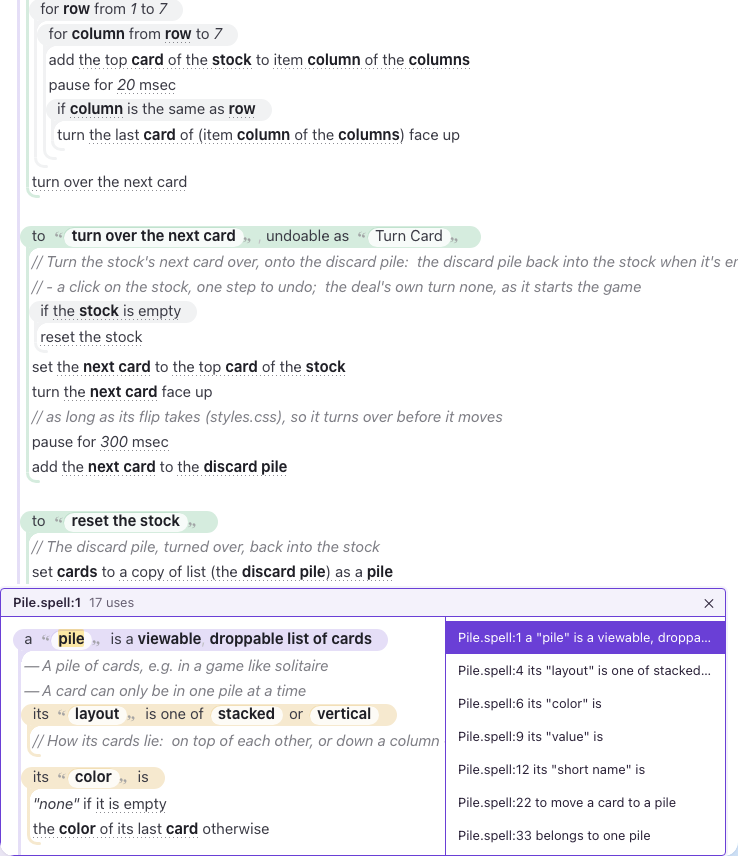 for row from 1 to 7
for column from row to 7
add the top card of the stock to item column of the columns
pause for 20 msec
if column is the same as row
turn the last card of (item column of the columns) face up
turn over the next card
to “ turn over the next card „ , undoable as “ Turn Card „
// Turn the stock's next card over, onto the discard pile: the discard pile back into the stock when it's
// - a click on the stock, one step to undo; the deal's own turn none, as it starts the game
if the stock is empty
reset the stock
set the next card to the top card of the stock
turn the next card face up
// as long as its flip takes (styles.css), so it turns over before it moves
pause for 300 msec
add the next card to the discard pile
to “ reset the stock „
// The discard pile, turned over, back into the stock
set cards to a copy of list (the discard pile) as a pile
Pile.spell:1 17 uses ×
a “ pile „ is a viewable, droppable list of cards
— A pile of cards, e.g. in a game like solitaire
— A card can only be in one pile at a time
its “ layout „ is one of stacked or vertical
// How its cards lie: on top of each other, or down a column
its “ color „ is
"none" if it is empty
the color of its last card otherwise
Pile.spell:1 a "pile" is a viewable, droppa...
Pile.spell:4 its "layout" is one of stacked...
Pile.spell:6 its "color" is
Pile.spell:9 its "value" is
Pile.spell:12 its "short name" is
Pile.spell:22 to move a card to a pile
Pile.spell:33 belongs to one pile